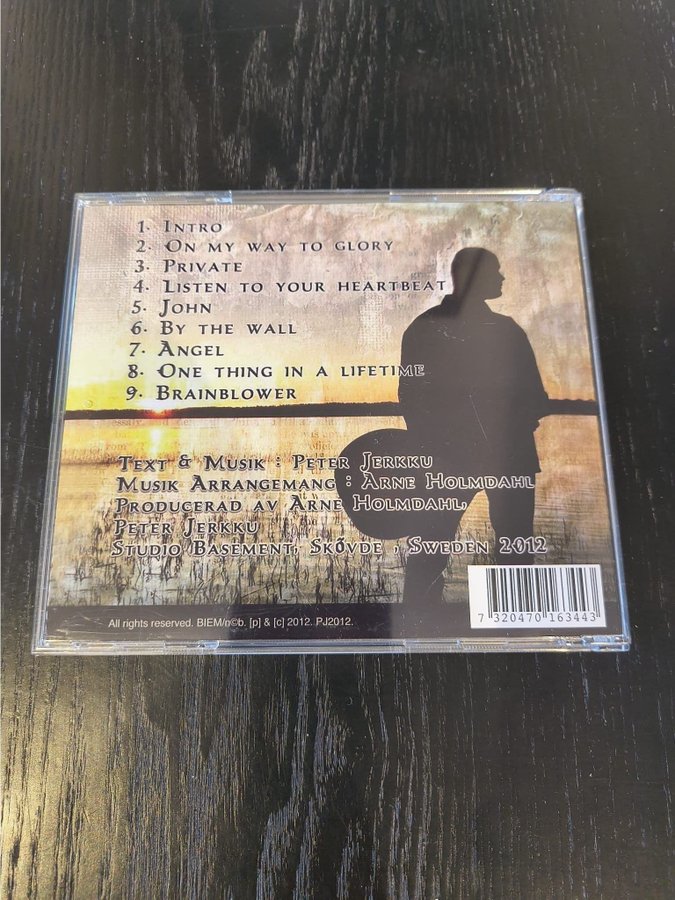 1. Intro
2. On my way to glory
3. Private
4. Listen to your heartbeat
5. John
6. By the wall
7. Angel
8. One thing in a lifetime
9. Brainblower
Text & Musik : Peter Jerkku
Musik Arrangemang : Arne Holmdahl
Producerad av Arne Holmdahl,
Peter Jerkku
Studio Basement, Skövde , Sweden 2012
All rights reserved. BIEM/n©b. [p] & [c] 2012. PJ2012.
7 320470 163443